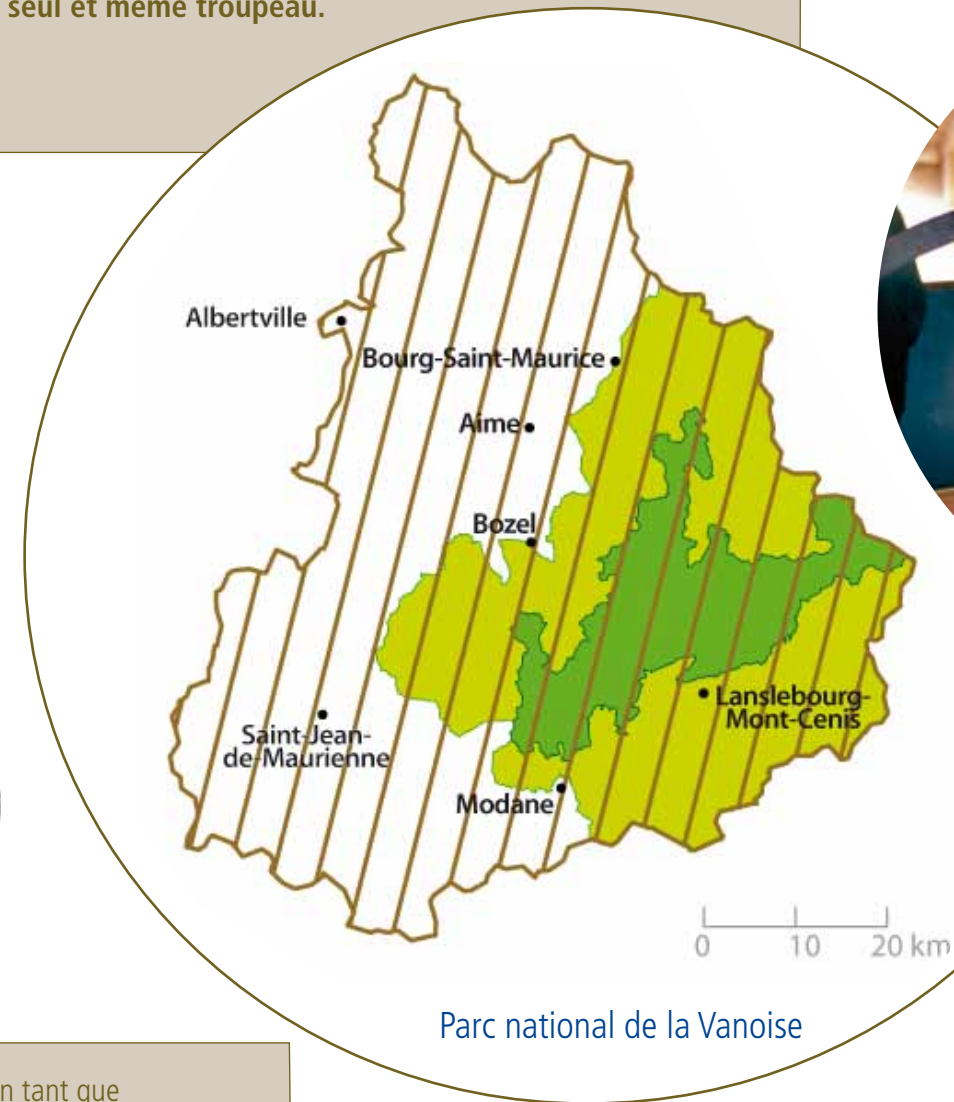 seul et même troupeau.
Albertville
Bourg-Saint-Maurice
Aime
Bozel
Lanslebourg-
Mont-Cenis
Saint-Jean-
de-Maurienne
Modane
0 10 20 km
Parc national de la Vanoise
n tant que